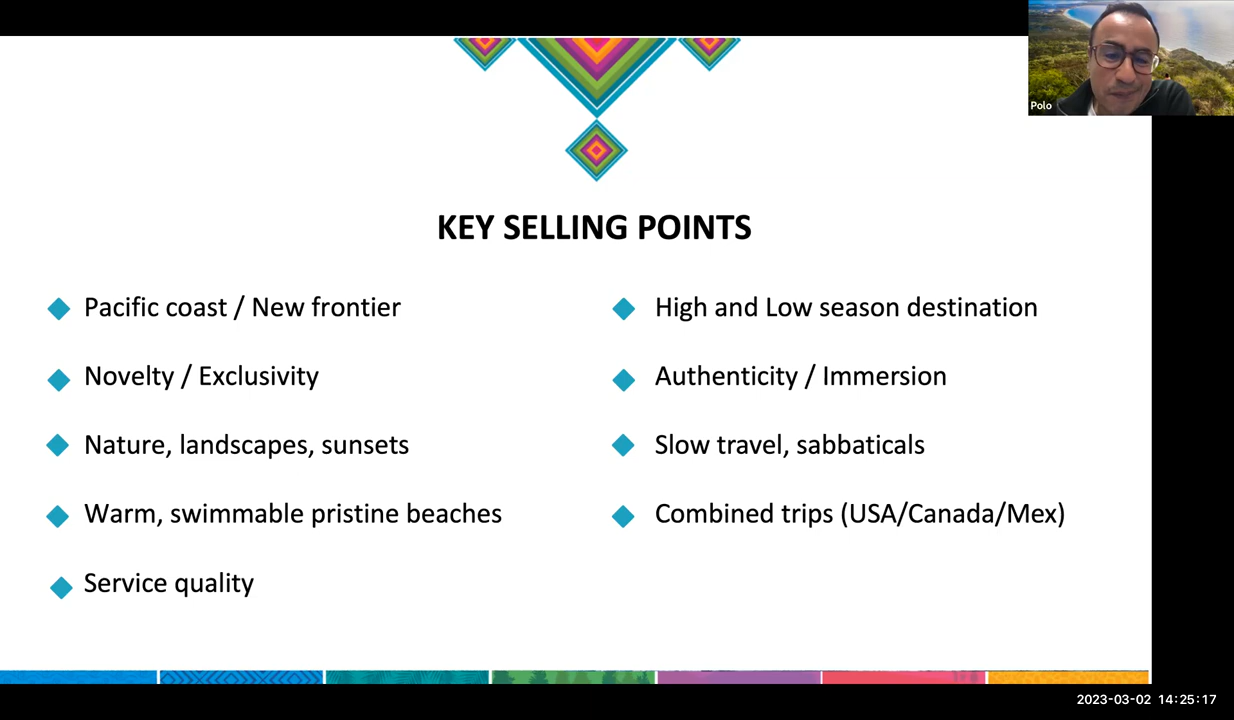 Polo
KEY SELLING POINTS
Pacific coast / New frontier
Novelty / Exclusivity
Nature, landscapes, sunsets
Warm, swimmable pristine beaches
Service quality
High and Low season destination
Authenticity / Immersion
Slow travel, sabbaticals
Combined trips (USA/Canada/Mex)
2023-03-02 14:25:17